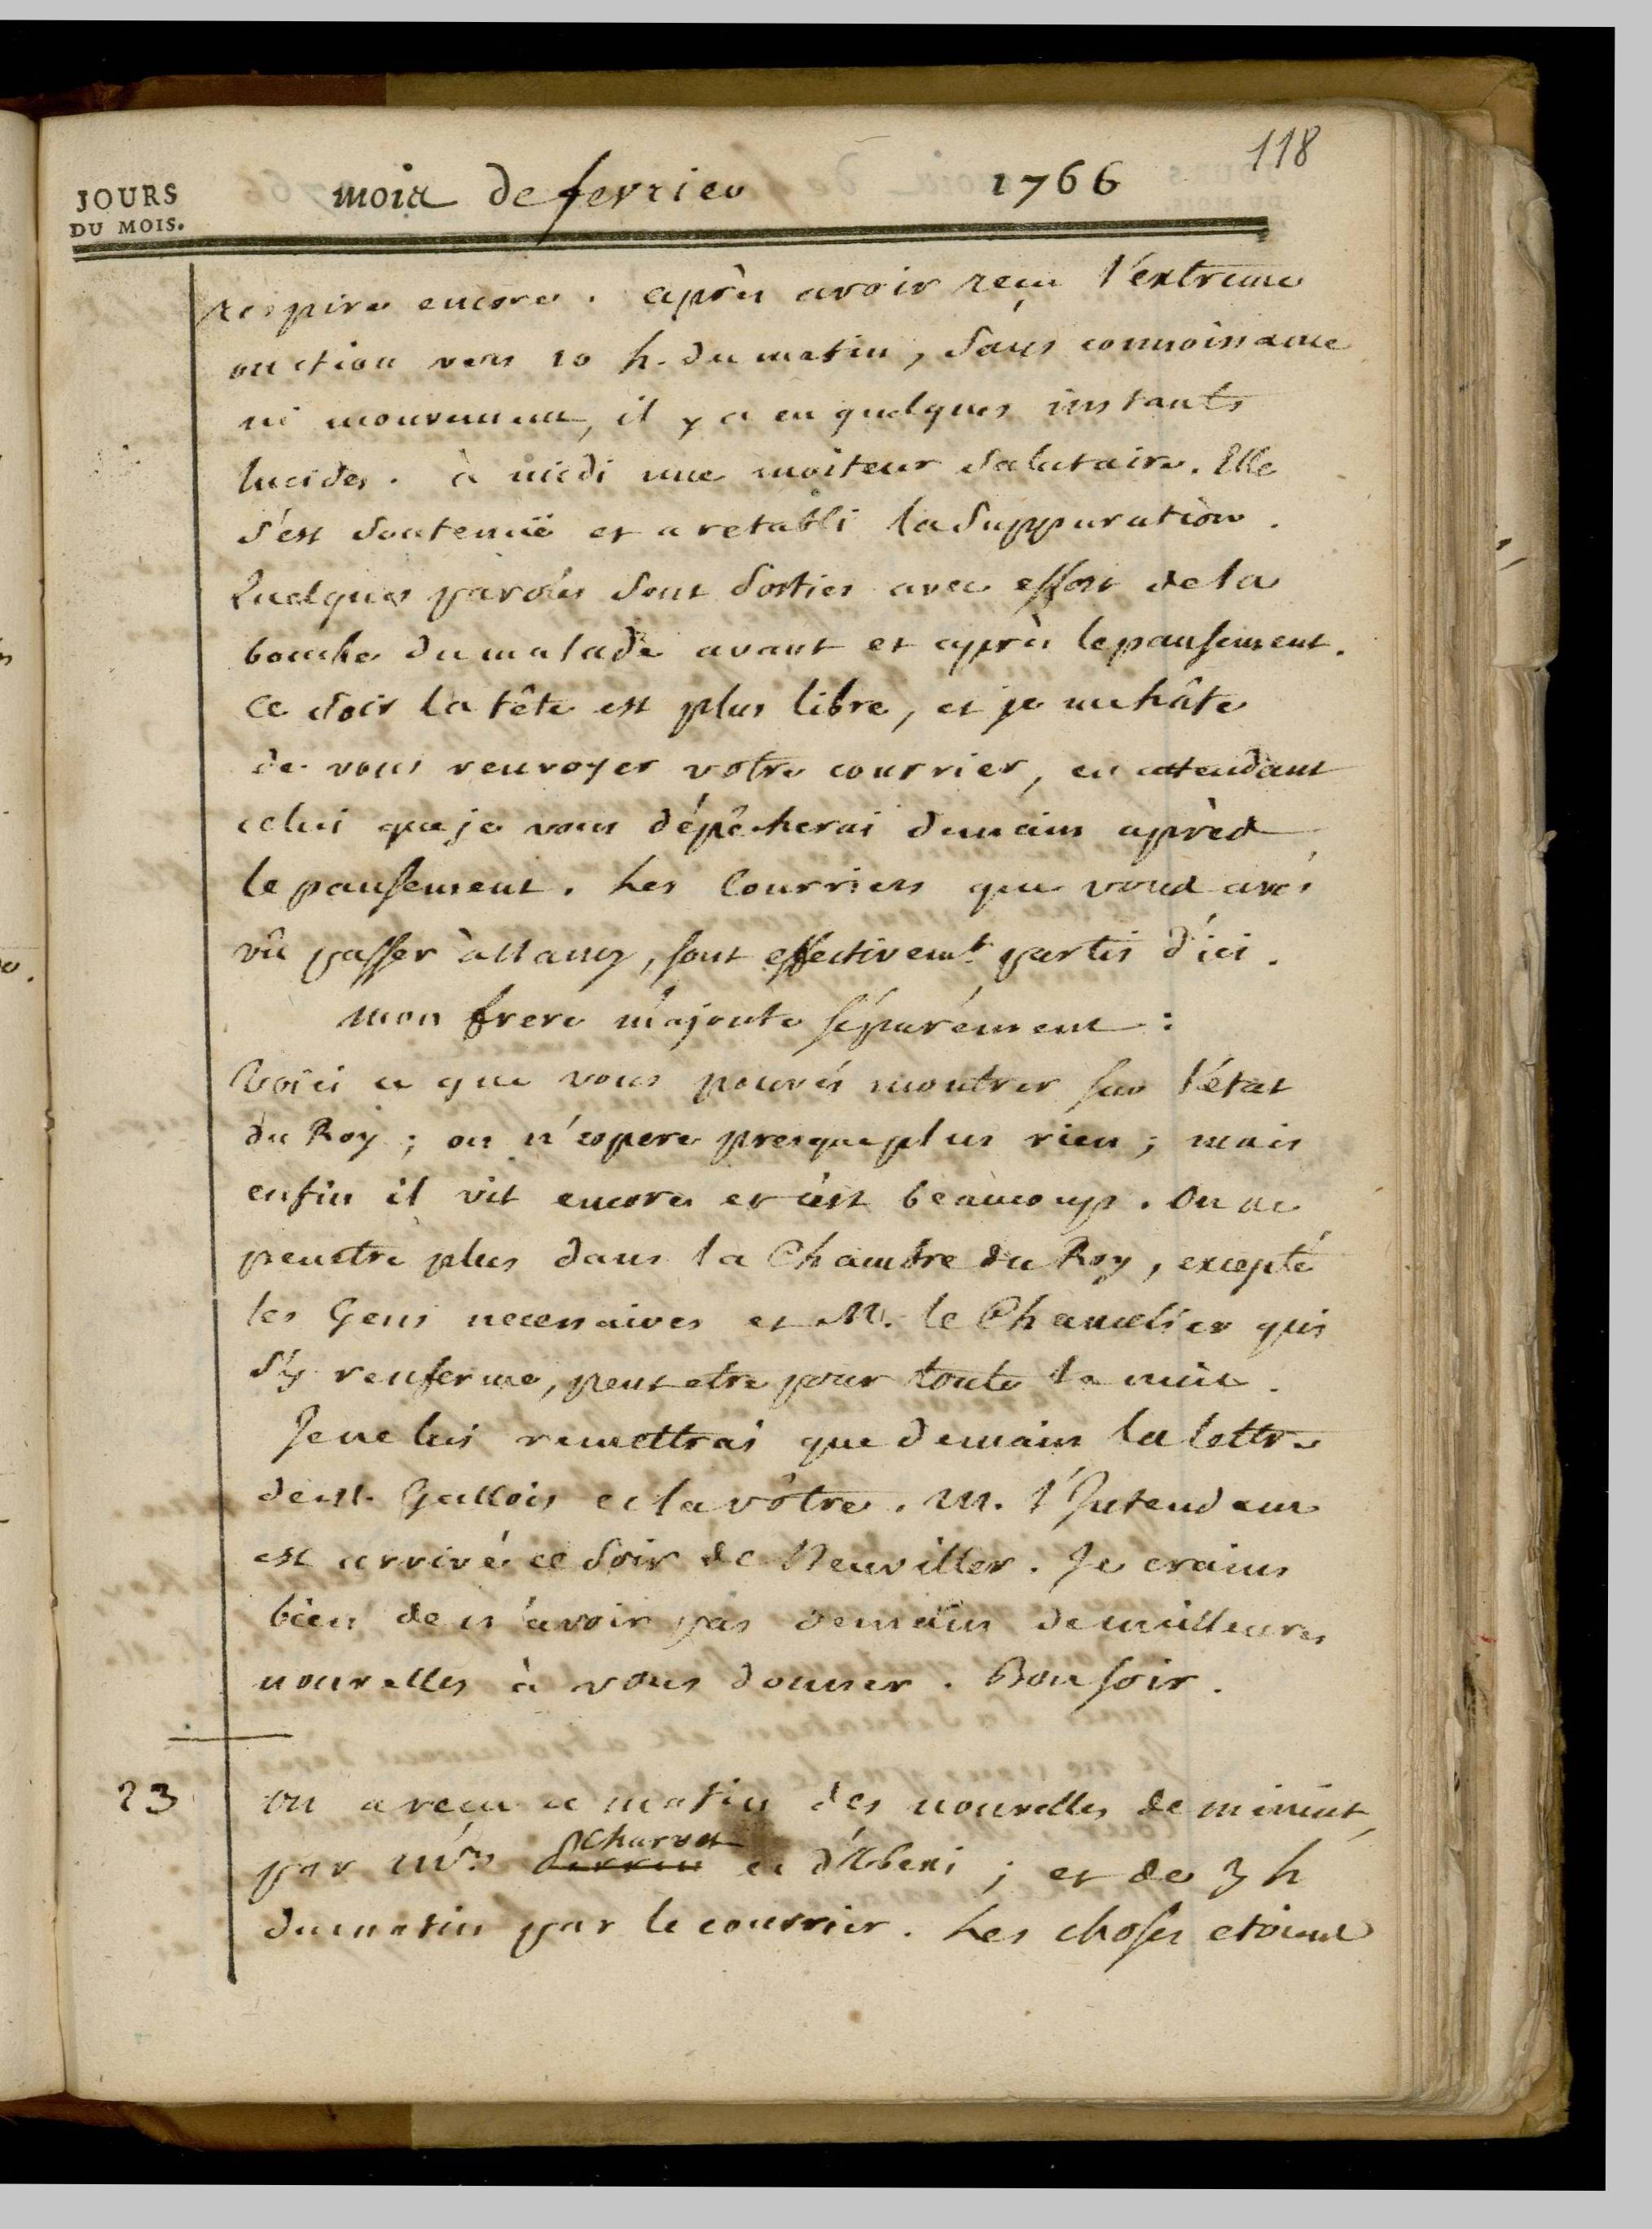 118
JOURS
DU MOIS.
mois de fevrier 1766
respire encore. après avoir reçu l'extreme
onction vers 10 h. du matin, sans connoissance
ni mouvement, il y a eu quelques instants
lucides. à midi une moiteur salutaire. Elle
s'est soutenuë et a retabli la suppuration.
Quelques paroles sont sorties avec effort de la
bouche du malade avant et après le pansement.
Ce soir la tête est plus libre, et je me hâte
de vous renvoyer votre courrier, en attendant
celui que je vous dépêcherai demain après
le pansement. Les Courriers que vous avés
vû passer à Nancy, sont effectivemt. partis d'ici.
mon frere m'ajoute séparément :
Voici ce que vous pouvés montrer sur l'état
du Roy ; on n'espere presque plus rien ; mais
enfin il vit encore et c'est beaucoup. On ne
penetre plus dans la Chambre du Roy, excepté
les Gens necessaires et M. le Chancelier qui
s'y renferme, peut etre pour toute la nuit.
Je ne lui remettrai que demain la lettre
de M. Gallois et la vôtre. M. l'Intendant
est arrivé ce soir de Neuviller. Je crains
bien de n'avoir pas demain de meilleures
nouvelles à vous donner. Bon soir.
23 on a recu ce matin des nouvelles de minuit,
par Mrs Charvet et d'Alberti ; et de 3 h
du matin par le courrier. Les choses etoient